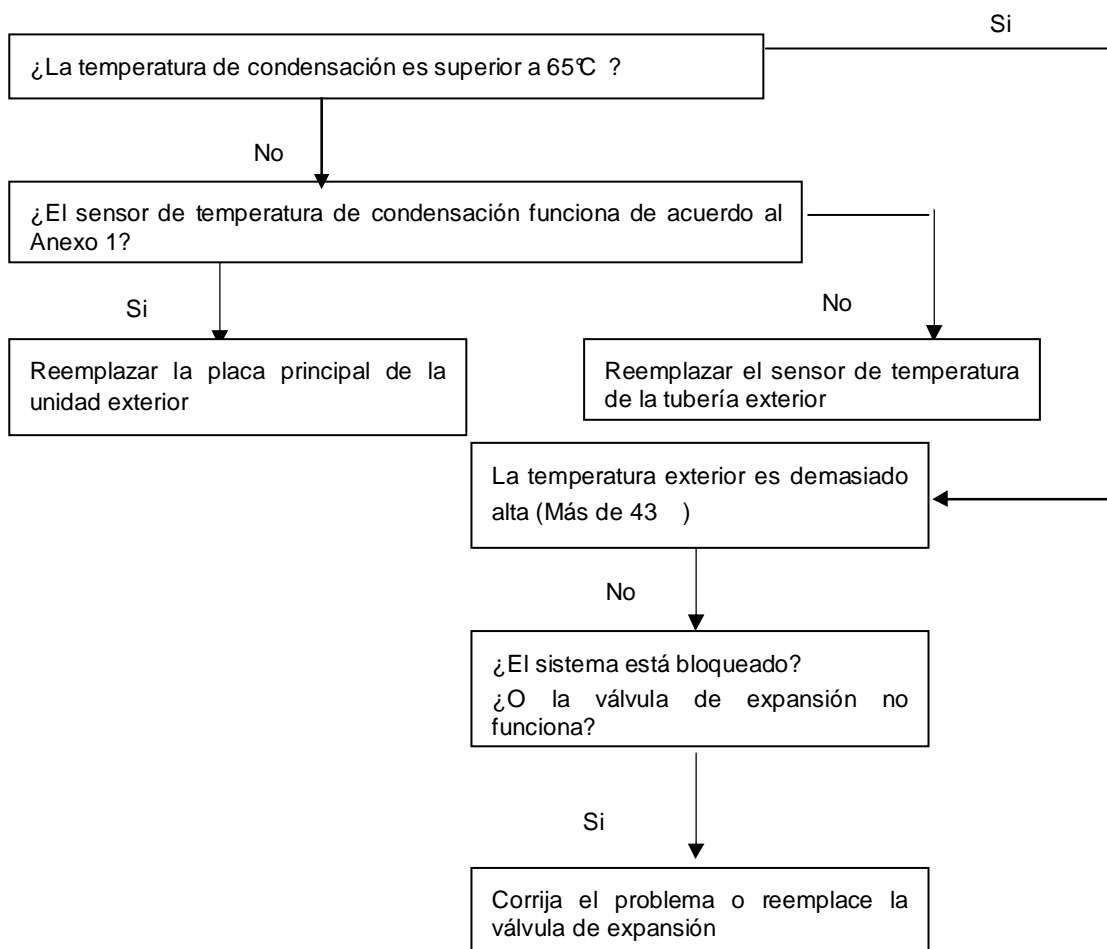 Si
¿La temperatura de condensación es superior a 65℃ ?
No
¿El sensor de temperatura de condensación funciona de acuerdo al
Anexo 1?
Si
No
Reemplazar la placa principal de la
unidad exterior
Reemplazar el sensor de temperatura
de la tubería exterior
La temperatura exterior es demasiado
alta (Más de 43 )
No
¿El sistema está bloqueado?
¿O la válvula de expansión no
funciona?
Si
Corrija el problema o reemplace la
válvula de expansión